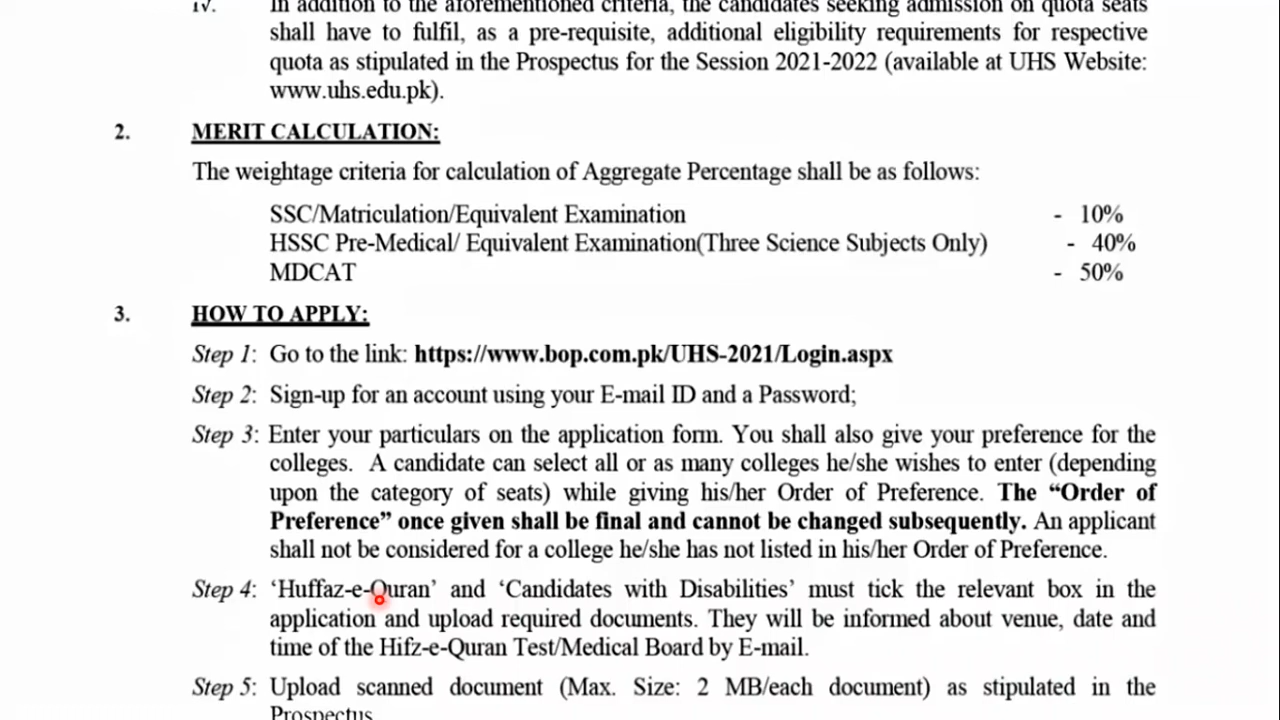 iv. In addition to the aforementioned criteria, the candidates seeking admission on quota seats
shall have to fulfil, as a pre-requisite, additional eligibility requirements for respective
quota as stipulated in the Prospectus for the Session 2021-2022 (available at UHS Website:
www.uhs.edu.pk).
2. MERIT CALCULATION:
The weightage criteria for calculation of Aggregate Percentage shall be as follows:
SSC/Matriculation/Equivalent Examination - 10%
HSSC Pre-Medical/ Equivalent Examination(Three Science Subjects Only) - 40%
MDCAT - 50%
3. HOW TO APPLY:
Step 1: Go to the link: https://www.bop.com.pk/UHS-2021/Login.aspx
Step 2: Sign-up for an account using your E-mail ID and a Password;
Step 3: Enter your particulars on the application form. You shall also give your preference for the
colleges. A candidate can select all or as many colleges he/she wishes to enter (depending
upon the category of seats) while giving his/her Order of Preference. The “Order of
Preference” once given shall be final and cannot be changed subsequently. An applicant
shall not be considered for a college he/she has not listed in his/her Order of Preference.
Step 4: ‘Huffaz-e-Quran’ and ‘Candidates with Disabilities’ must tick the relevant box in the
application and upload required documents. They will be informed about venue, date and
time of the Hifz-e-Quran Test/Medical Board by E-mail.
Step 5: Upload scanned document (Max. Size: 2 MB/each document) as stipulated in the
Prospectus